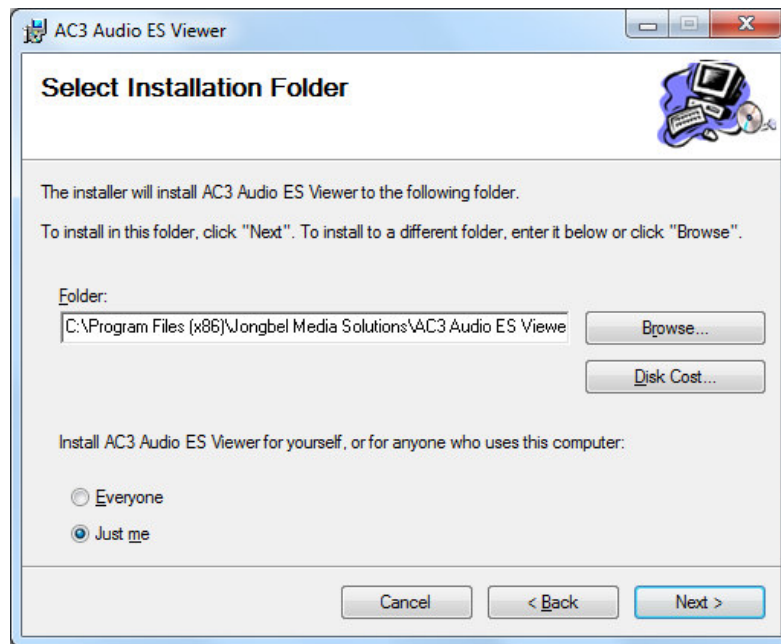 AC3 Audio ES Viewer
Select Installation Folder
The installer will install AC3 Audio ES Viewer to the following folder.
To install in this folder, click "Next". To install to a different folder, enter it below or click "Browse".
Folder:
C:\Program Files (x86)\Jongbel Media Solutions\AC3 Audio ES Viewe
Browse...
Disk Cost...
Install AC3 Audio ES Viewer for yourself, or for anyone who uses this computer:
Everyone
Just me
Cancel
< Back
Next >